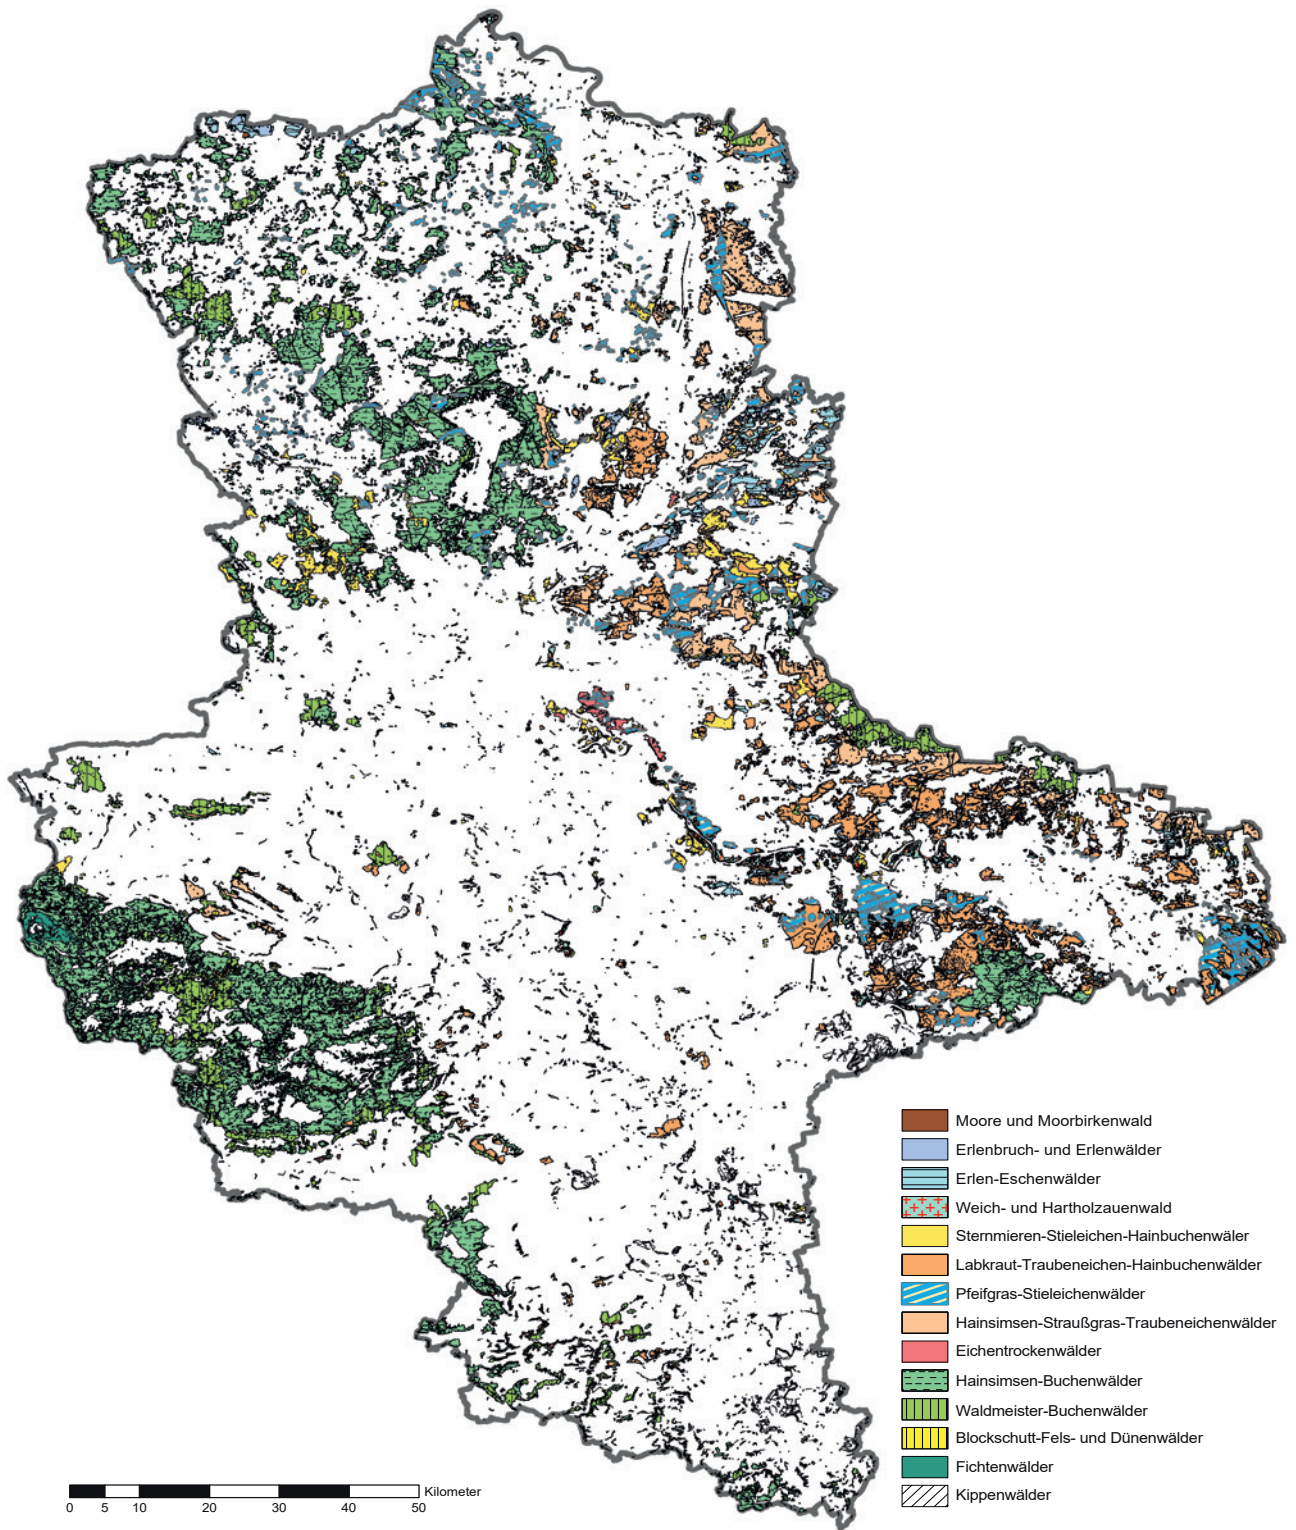 Moore und Moorbirkenwald
Erlenbruch- und Erlenwälder
Erlen-Eschenwälder
Weich- und Hartholzauenwald
Sternmieren-Stieleichen-Hainbuchenwäler
Labkraut-Traubeneichen-Hainbuchenwälder
Pfeifgras-Stieleichenwälder
Hainsimsen-Straußgras-Traubeneichenwälder
Eichentrockenwälder
Hainsimsen-Buchenwälder
Waldmeister-Buchenwälder
Blockschutt-Fels- und Dünenwälder
Fichtenwälder
Kippenwälder
Kilometer
0 5 10 20 30 40 50